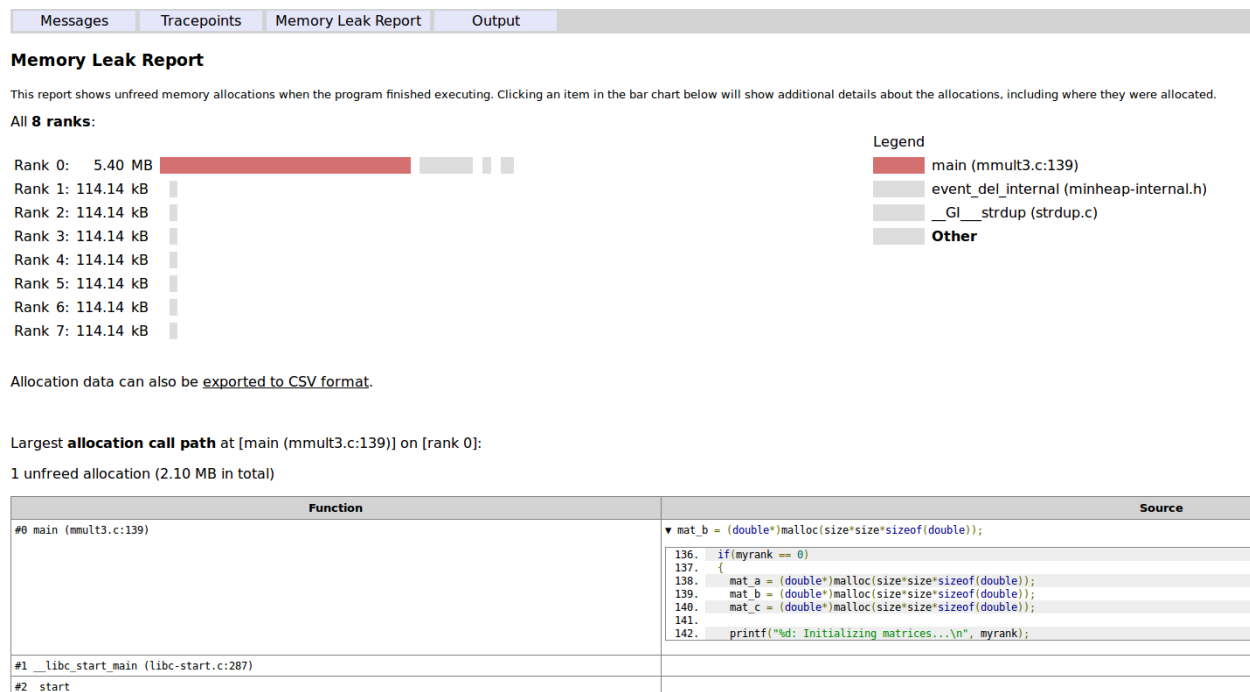 Messages Tracepoints Memory Leak Report Output
Memory Leak Report
This report shows unfreed memory allocations when the program finished executing. Clicking an item in the bar chart below will show additional details about the allocations, including where they were allocated.
All 8 ranks:
Legend
Rank 0: 5.40 MB main (mmult3.c:139)
Rank 1: 114.14 kB event_del_internal (minheap-internal.h)
Rank 2: 114.14 kB __GI___strdup (strdup.c)
Rank 3: 114.14 kB Other
Rank 4: 114.14 kB
Rank 5: 114.14 kB
Rank 6: 114.14 kB
Rank 7: 114.14 kB
Allocation data can also be exported to CSV format.
Largest allocation call path at [main (mmult3.c:139)] on [rank 0]:
1 unfreed allocation (2.10 MB in total)
Function Source
#0 main (mmult3.c:139) ▼ mat_b = (double*)malloc(size*size*sizeof(double));
136. if(myrank == 0)
137. {
138. mat_a = (double*)malloc(size*size*sizeof(double));
139. mat_b = (double*)malloc(size*size*sizeof(double));
140. mat_c = (double*)malloc(size*size*sizeof(double));
141.
142. printf("%d: Initializing matrices...\n", myrank);
#1 __libc_start_main (libc-start.c:287)
#2 start